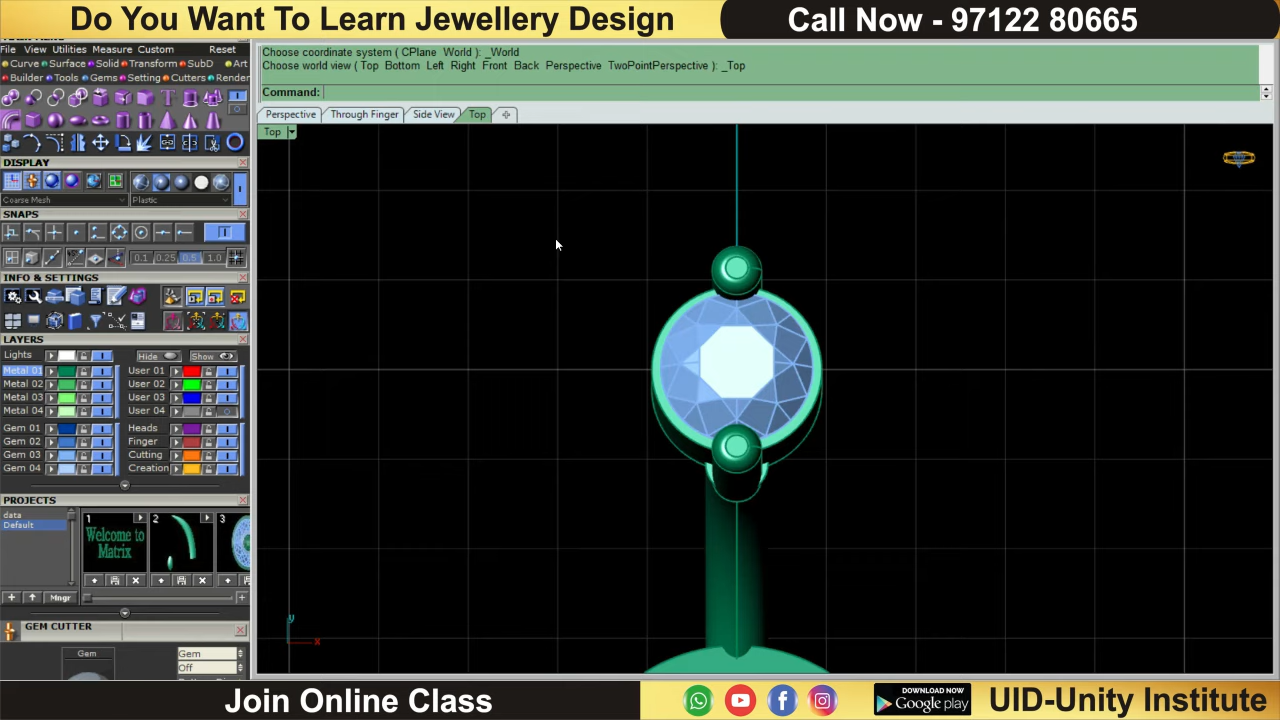 Do You Want To Learn Jewellery Design
Call Now - 97122 80665
File View Utilities Measure Custom Reset
Curve Surface Solid Transform SubD Art
Builder Tools Gems Setting Cutters Render
DISPLAY
Coarse Mesh Plastic
SNAPS
0.1 0.25 0.5 1.0
INFO & SETTINGS
LAYERS
Lights Hide Show
Metal 01 User 01
Metal 02 User 02
Metal 03 User 03
Metal 04 User 04
Gem 01 Heads
Gem 02 Finger
Gem 03 Cutting
Gem 04 Creation
PROJECTS
data
Default
1 2 3
Welcome to
Matrix
Mngr
GEM CUTTER
Gem Gem
Off
Choose coordinate system ( CPlane World ): _World
Choose world view ( Top Bottom Left Right Front Back Perspective TwoPointPerspective ): _Top
Command:
Perspective Through Finger Side View Top
Top
y
x
Join Online Class
DOWNLOAD NOW
Google play
UID-Unity Institute